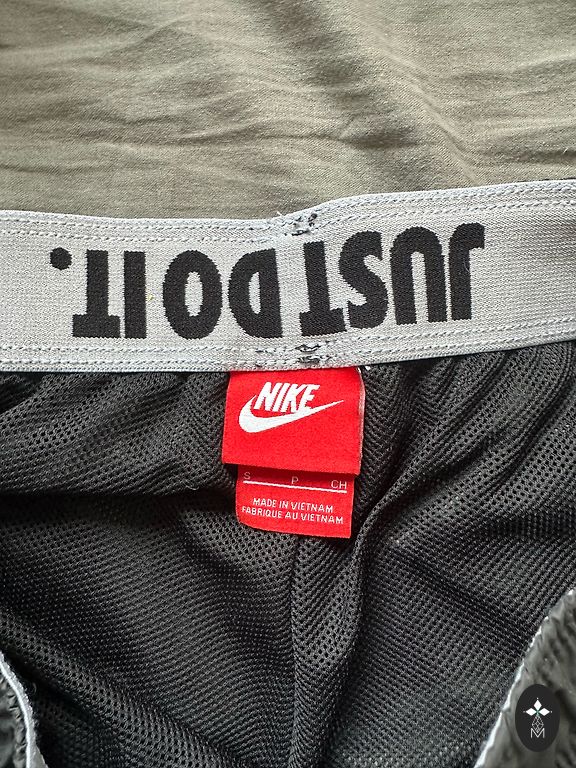 JUST DO IT.
NIKE
S P CH
MADE IN VIETNAM
FABRIQUE AU VIETNAM